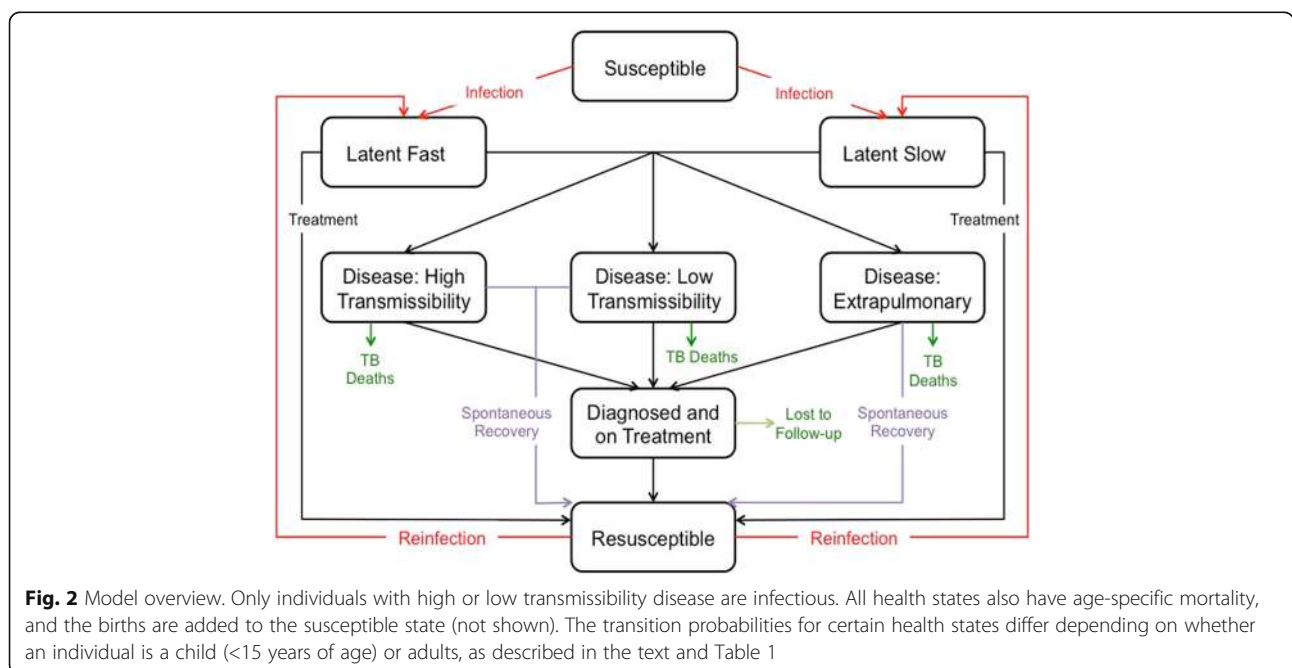 Susceptible
Infection
Infection
Latent Fast
Latent Slow
Treatment
Treatment
Disease: High
Transmissibility
Disease: Low
Transmissibility
Disease:
Extrapulmonary
TB
Deaths
TB Deaths
TB
Deaths
Spontaneous
Recovery
Diagnosed and
on Treatment
Lost to
Follow-up
Spontaneous
Recovery
Reinfection
Resusceptible
Reinfection
Fig. 2 Model overview. Only individuals with high or low transmissibility disease are infectious. All health states also have age-specific mortality,
and the births are added to the susceptible state (not shown). The transition probabilities for certain health states differ depending on whether
an individual is a child (<15 years of age) or adults, as described in the text and Table 1